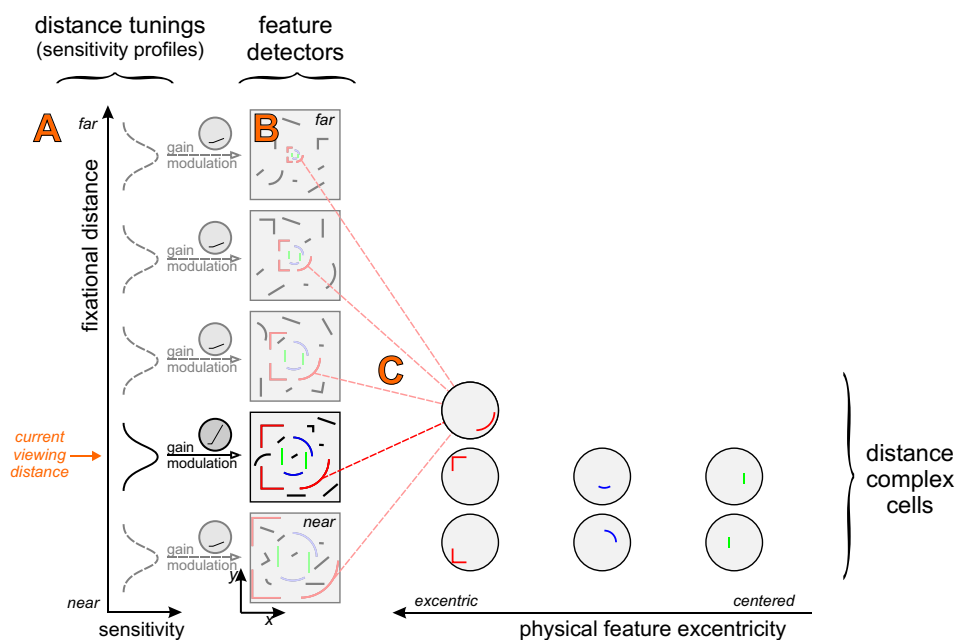 distance tunings
(sensitivity profiles)
feature
detectors
A
B
far
far
gain
modulation
fixational distance
gain
modulation
gain
modulation
C
current
viewing
distance
gain
modulation
distance
complex
cells
near
gain
modulation
y
x
near
sensitivity
excentric
centered
physical feature excentricity